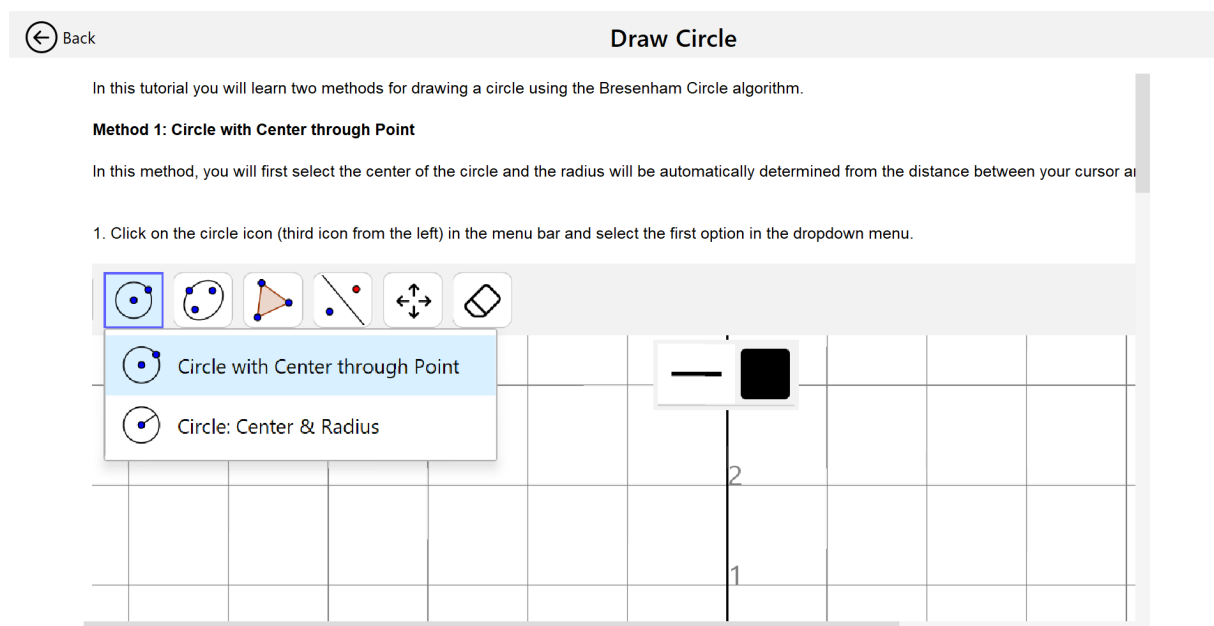 Back
Draw Circle
In this tutorial you will learn two methods for drawing a circle using the Bresenham Circle algorithm.
Method 1: Circle with Center through Point
In this method, you will first select the center of the circle and the radius will be automatically determined from the distance between your cursor
1. Click on the circle icon (third icon from the left) in the menu bar and select the first option in the dropdown menu.
Circle with Center through Point
Circle: Center & Radius
2
1